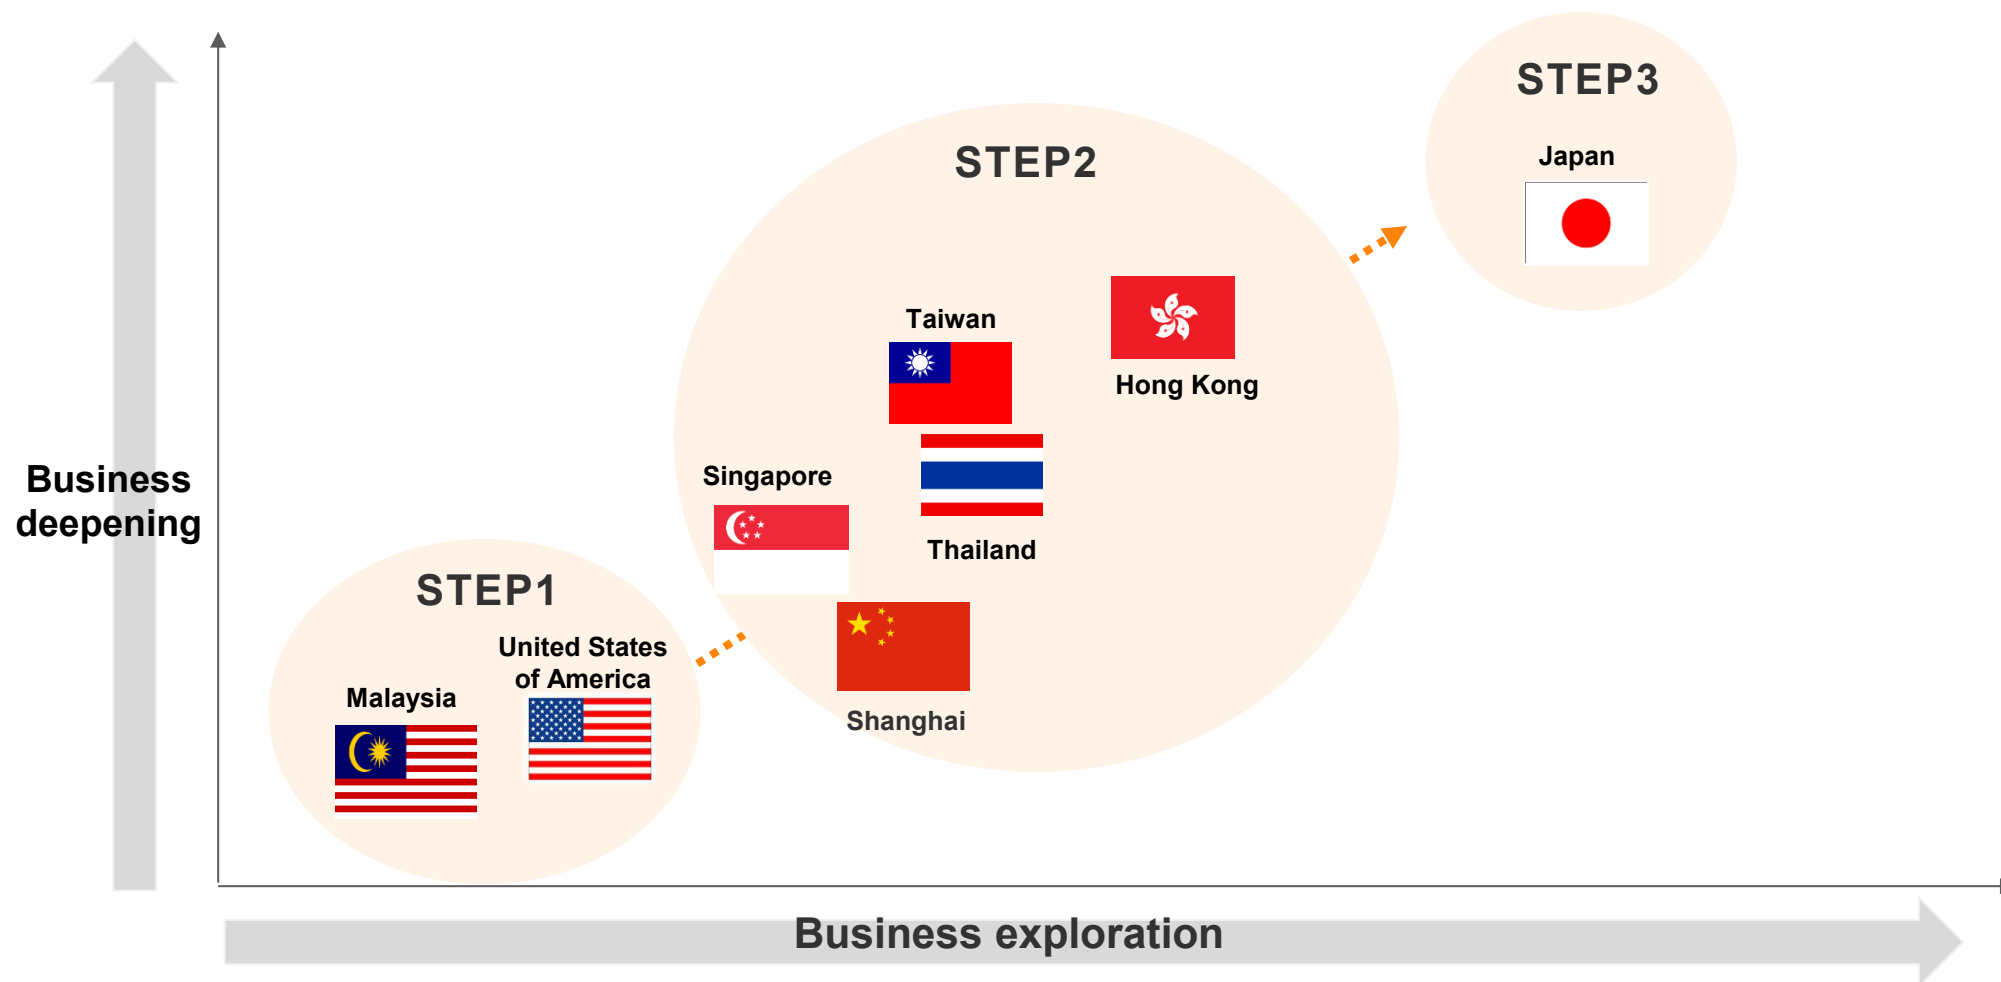 STEP3
Japan
STEP2
Taiwan
Hong Kong
Singapore
Thailand
Shanghai
Business
deepening
STEP1
United States
of America
Malaysia
Business exploration